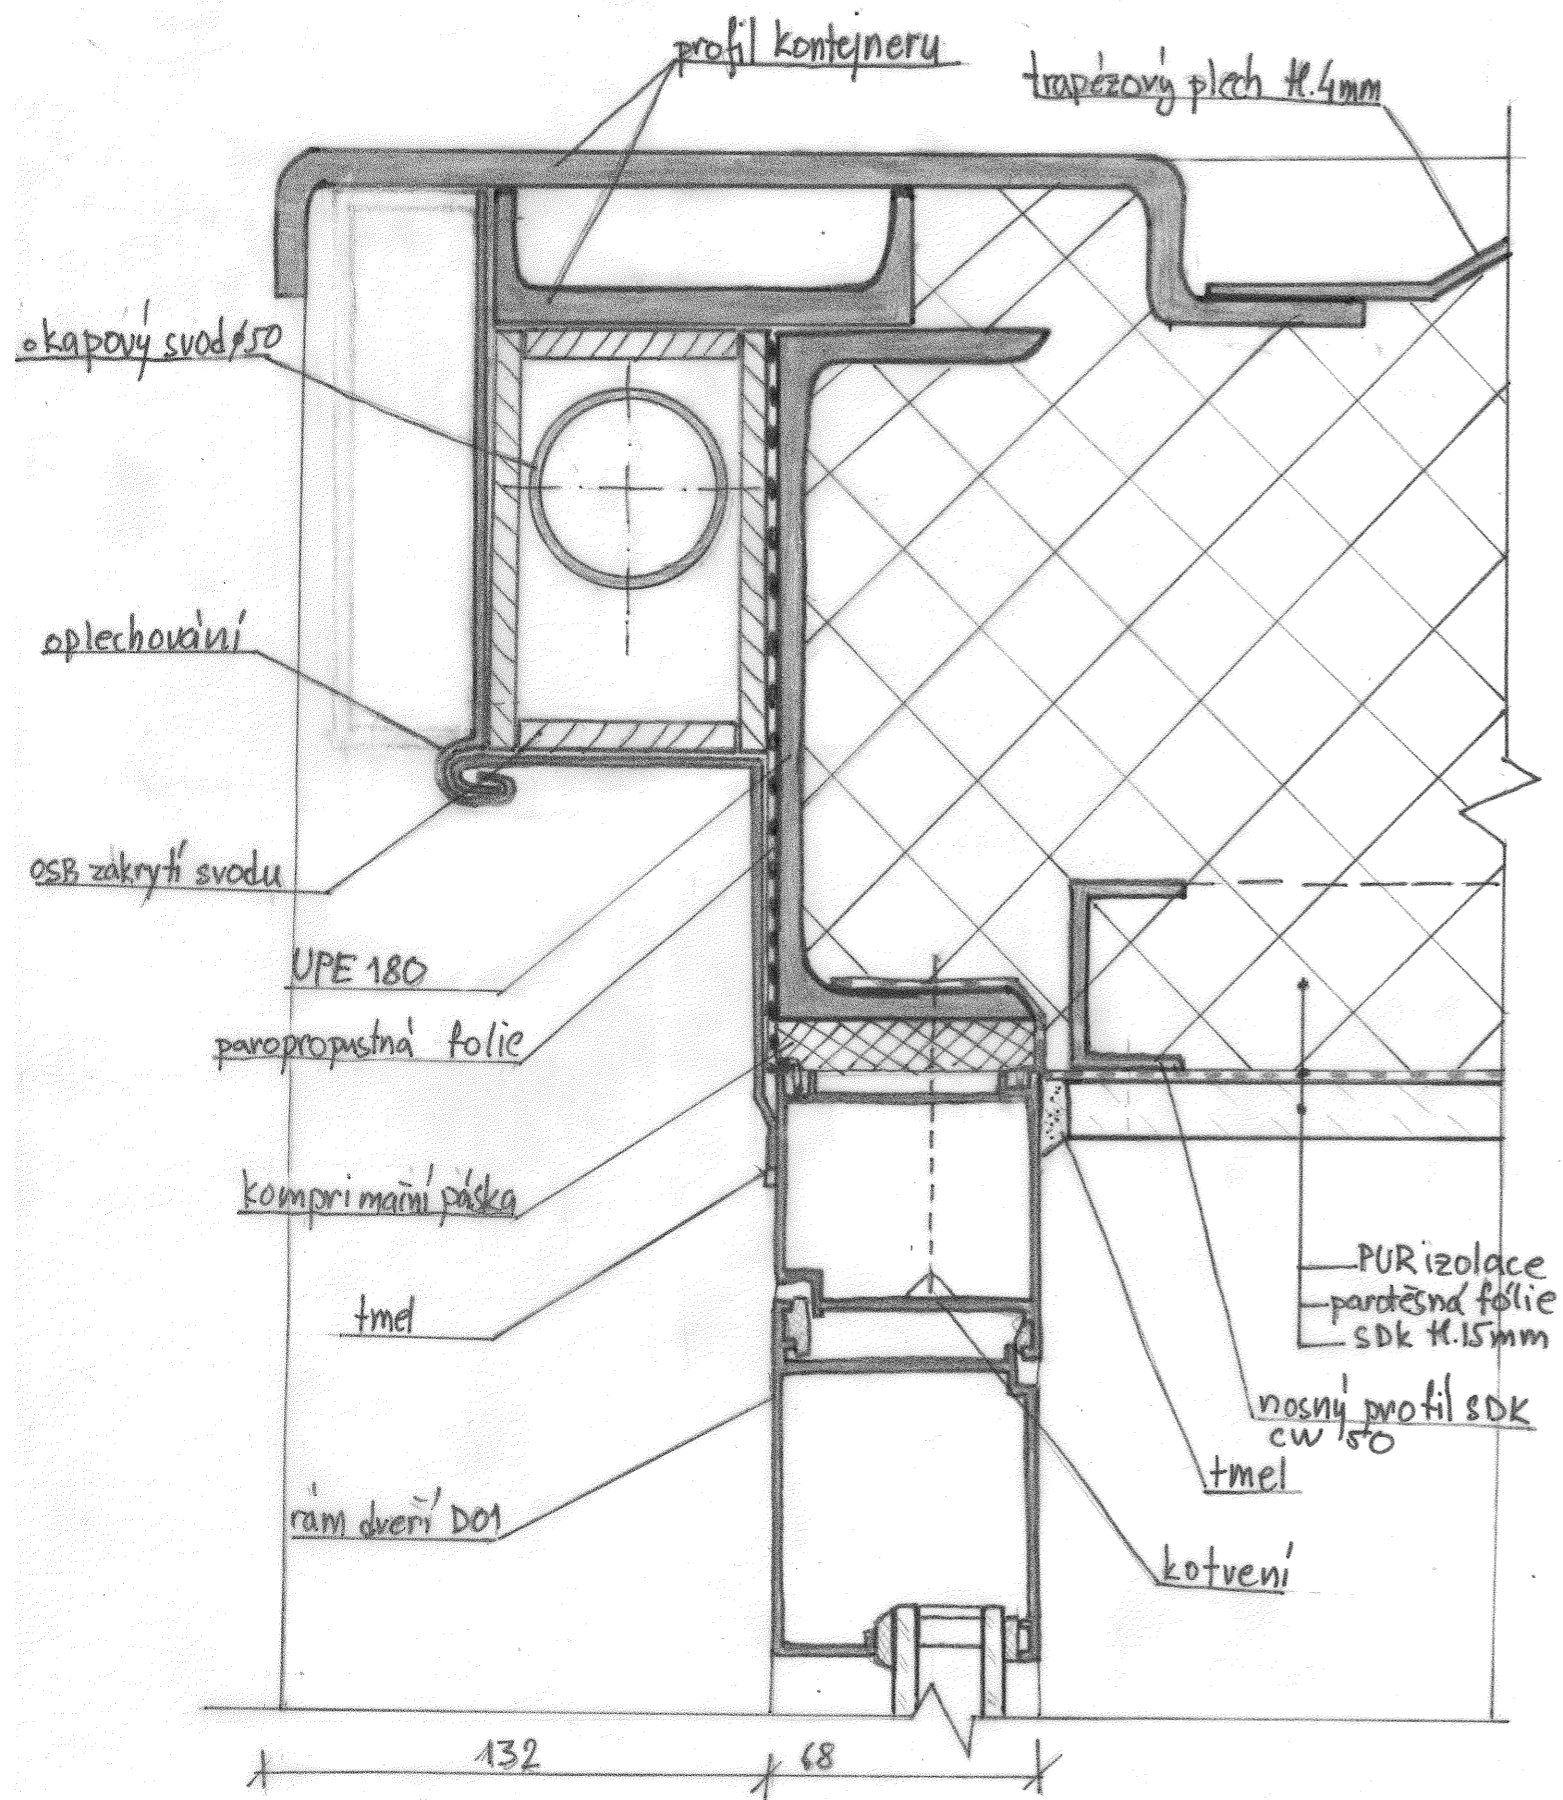 profil kontejneru
trapézový plech tl.4mm
okapový svod ø50
oplechování
OSB zákrytí svodu
UPE 180
paropropustná folie
komprimační páska
tmel
rám dveří D01
PUR izolace
parotěsná fólie
SDK tl.15mm
nosný profil SDK
CW 50
tmel
kotvení
132
68